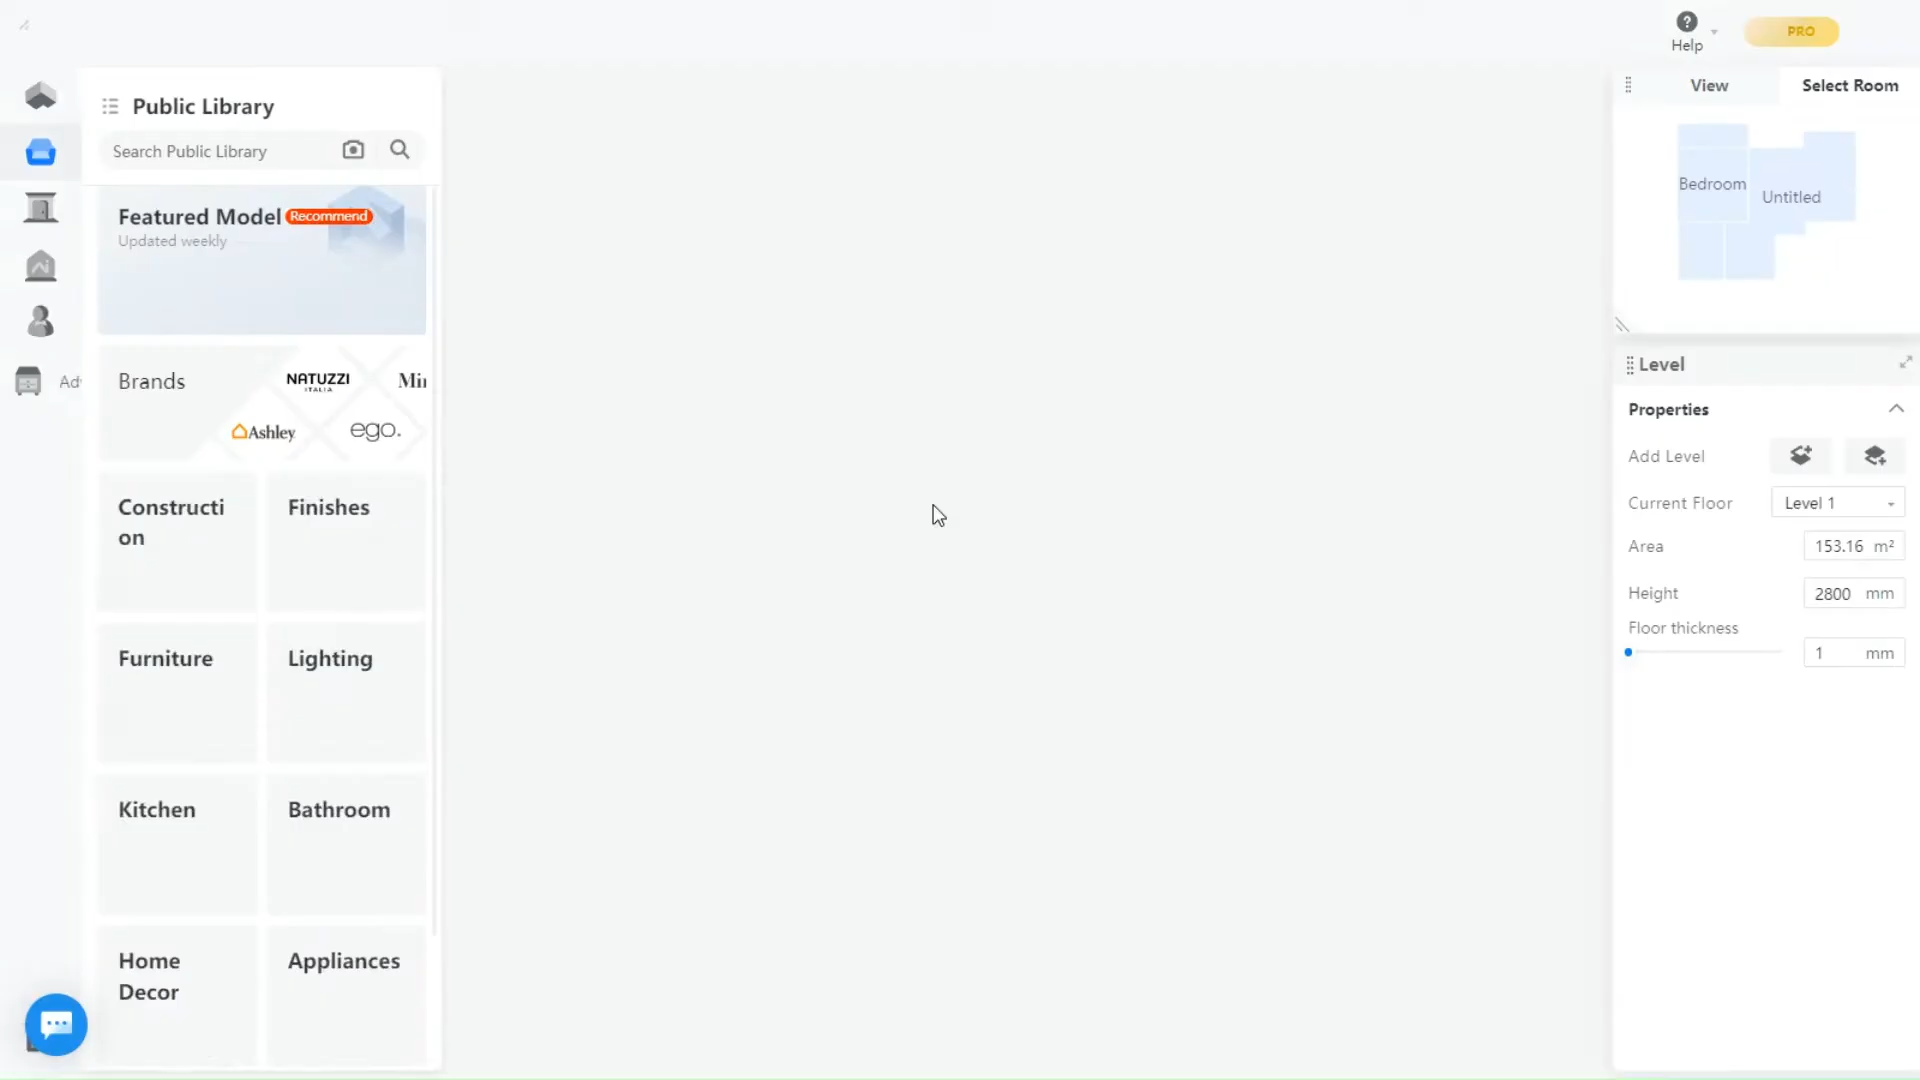 Help
PRO
Public Library
Search Public Library
Featured Model Recommend
Updated weekly
Brands
NATUZZI
ITALIA
Ashley
ego.
Constructi
on
Finishes
Furniture
Lighting
Kitchen
Bathroom
Home
Decor
Appliances
View
Select Room
Bedroom
Untitled
Level
Properties
Add Level
Current Floor
Level 1
Area
153.16 m²
Height
2800 mm
Floor thickness
1 mm